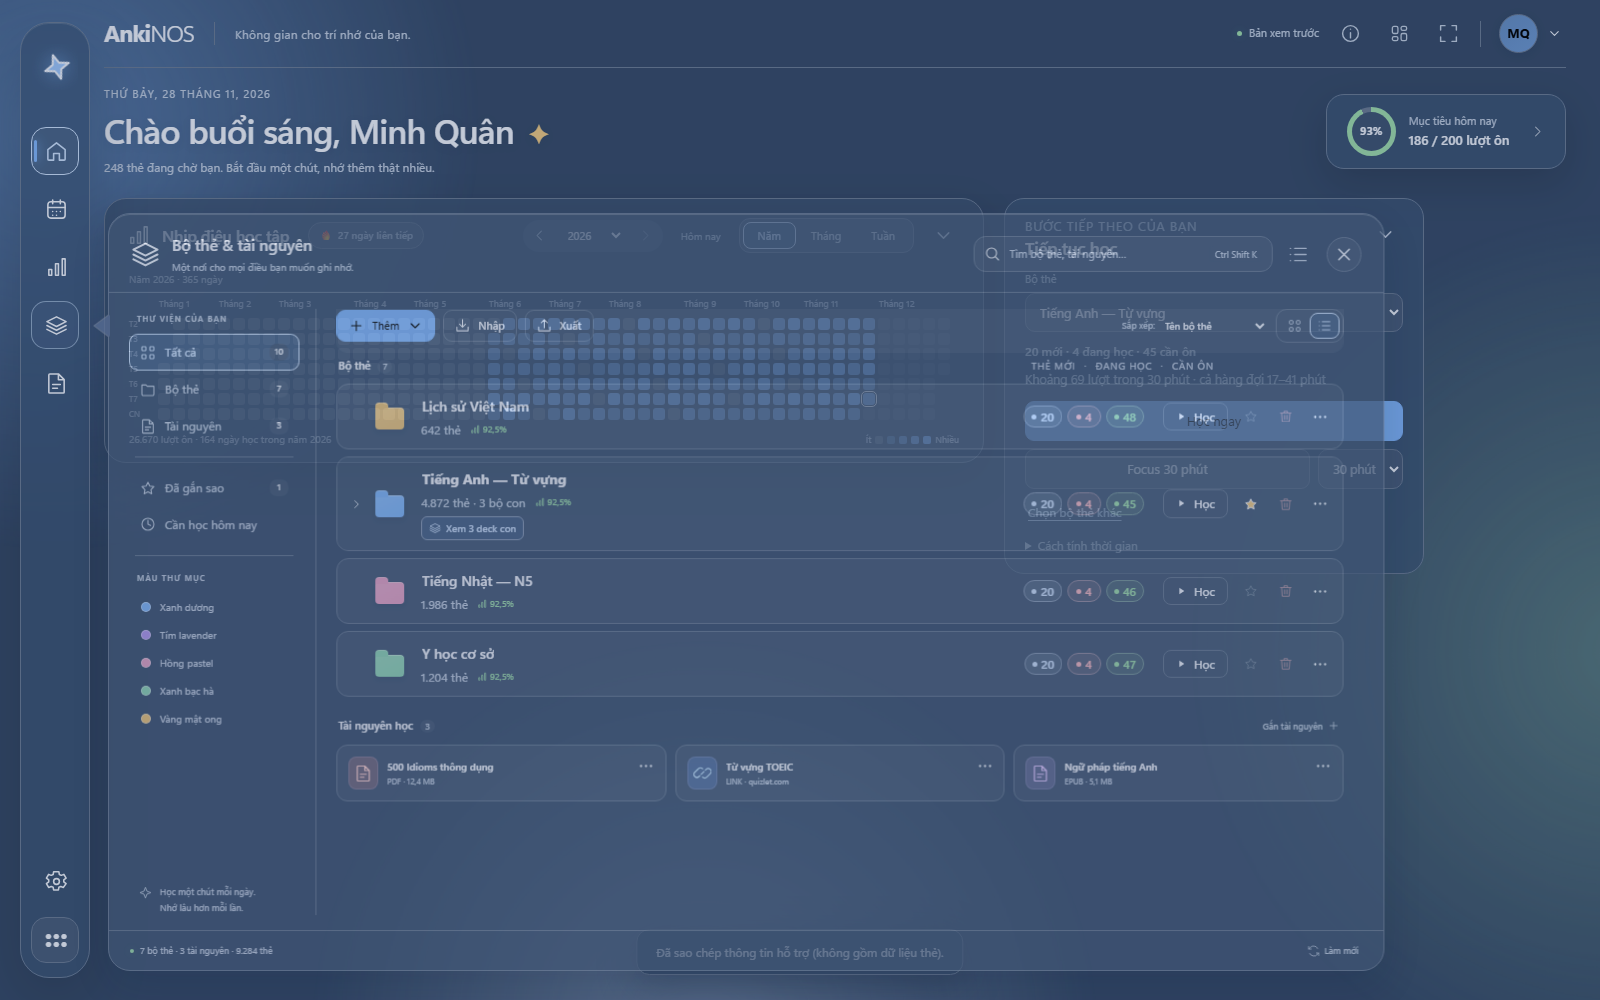 AnkiNOS
Không gian cho trí nhớ của bạn.
Bản xem trước
MQ
THỨ BẢY, 28 THÁNG 11, 2026
Chào buổi sáng, Minh Quân
248 thẻ đang chờ bạn. Bắt đầu một chút, nhớ thêm thật nhiều.
93%
Mục tiêu hôm nay
186 / 200 lượt ôn
Nhịp điệu học tập
27 ngày liên tiếp
2026
Hôm nay
Năm
Tháng
Tuần
Năm 2026 · 365 ngày
Tháng 1
Tháng 2
Tháng 3
Tháng 4
Tháng 5
Tháng 6
Tháng 7
Tháng 8
Tháng 9
Tháng 10
Tháng 11
Tháng 12
T2
T4
T6
T7
CN
26.670 lượt ôn · 164 ngày học trong năm 2026
Ít
Nhiều
BƯỚC TIẾP THEO CỦA BẠN
Tiếp tục học
Bộ thẻ
Tiếng Anh — Từ vựng
20 mới · 4 đang học · 45 cần ôn
Khoảng 69 lượt trong 30 phút · cả hàng đợi 17–41 phút
Học ngay
Focus 30 phút
30 phút
Chọn bộ thẻ khác
Cách tính thời gian
Bộ thẻ & tài nguyên
Một nơi cho mọi điều bạn muốn ghi nhớ.
Tìm bộ thẻ, tài nguyên...
Ctrl Shift K
THƯ VIỆN CỦA BẠN
Tất cả
10
Bộ thẻ
7
Tài nguyên
3
Đã gắn sao
1
Cần học hôm nay
MÀU THƯ MỤC
Xanh dương
Tím lavender
Hồng pastel
Xanh bạc hà
Vàng mật ong
Học một chút mỗi ngày.
Nhớ lâu hơn mỗi lần.
Thêm
Nhập
Xuất
Sắp xếp:
Tên bộ thẻ
Bộ thẻ 7
THẺ MỚI · ĐANG HỌC · CẦN ÔN
Lịch sử Việt Nam
642 thẻ
92,5%
20
4
48
Học
Tiếng Anh — Từ vựng
4.872 thẻ · 3 bộ con
92,5%
Xem 3 deck con
20
4
45
Học
Tiếng Nhật — N5
1.986 thẻ
92,5%
20
4
46
Học
Y học cơ sở
1.204 thẻ
92,5%
20
4
47
Học
Tài nguyên học 3
Gắn tài nguyên
500 Idioms thông dụng
PDF · 12,4 MB
Từ vựng TOEIC
LINK · quizlet.com
Ngữ pháp tiếng Anh
EPUB · 5,1 MB
7 bộ thẻ · 3 tài nguyên · 9.284 thẻ
Đã sao chép thông tin hỗ trợ (không gồm dữ liệu thẻ).
Làm mới